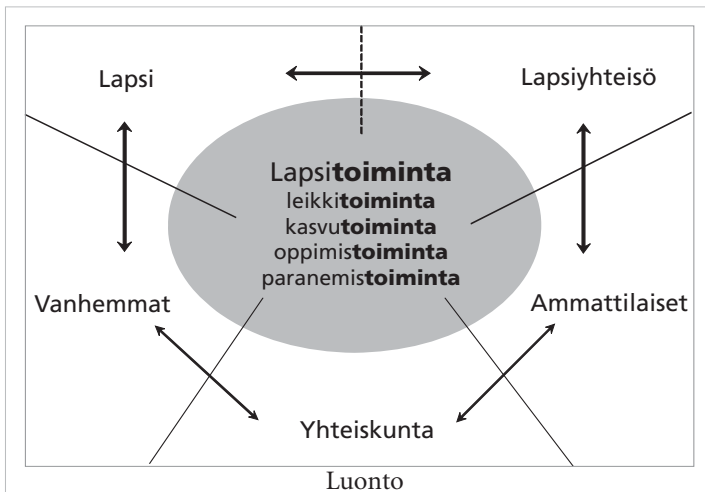 Lapsi
Lapsiyhteisö
Lapsitoiminta
leikkitoiminta
kasvutoiminta
oppimistoiminta
paranemistoiminta
Vanhemmat
Ammattilaiset
Yhteiskunta
Luonto